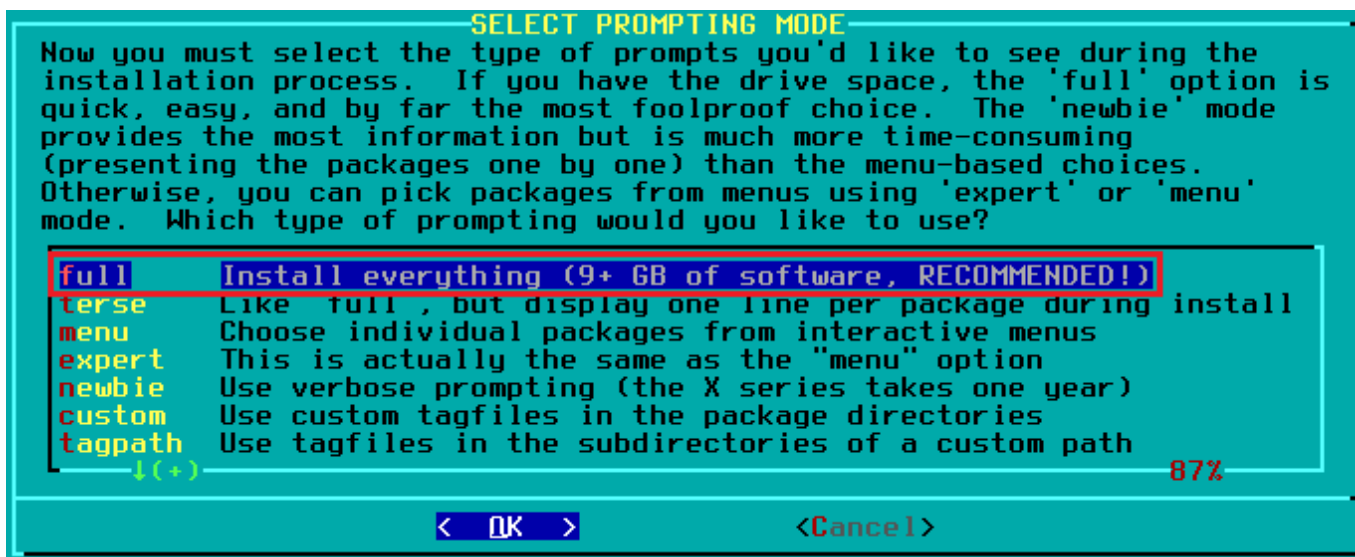 SELECT PROMPTING MODE
Now you must select the type of prompts you'd like to see during the
installation process.  If you have the drive space, the 'full' option is
quick, easy, and by far the most foolproof choice.  The 'newbie' mode
provides the most information but is much more time-consuming
(presenting the packages one by one) than the menu-based choices.
Otherwise, you can pick packages from menus using 'expert' or 'menu'
mode.  Which type of prompting would you like to use?
full Install everything (9+ GB of software, RECOMMENDED!)
terse Like 'full', but display one line per package during install
menu Choose individual packages from interactive menus
expert This is actually the same as the "menu" option
newbie Use verbose prompting (the X series takes one year)
custom Use custom tagfiles in the package directories
tagpath Use tagfiles in the subdirectories of a custom path
↓(+) 87%
< OK > <Cancel>